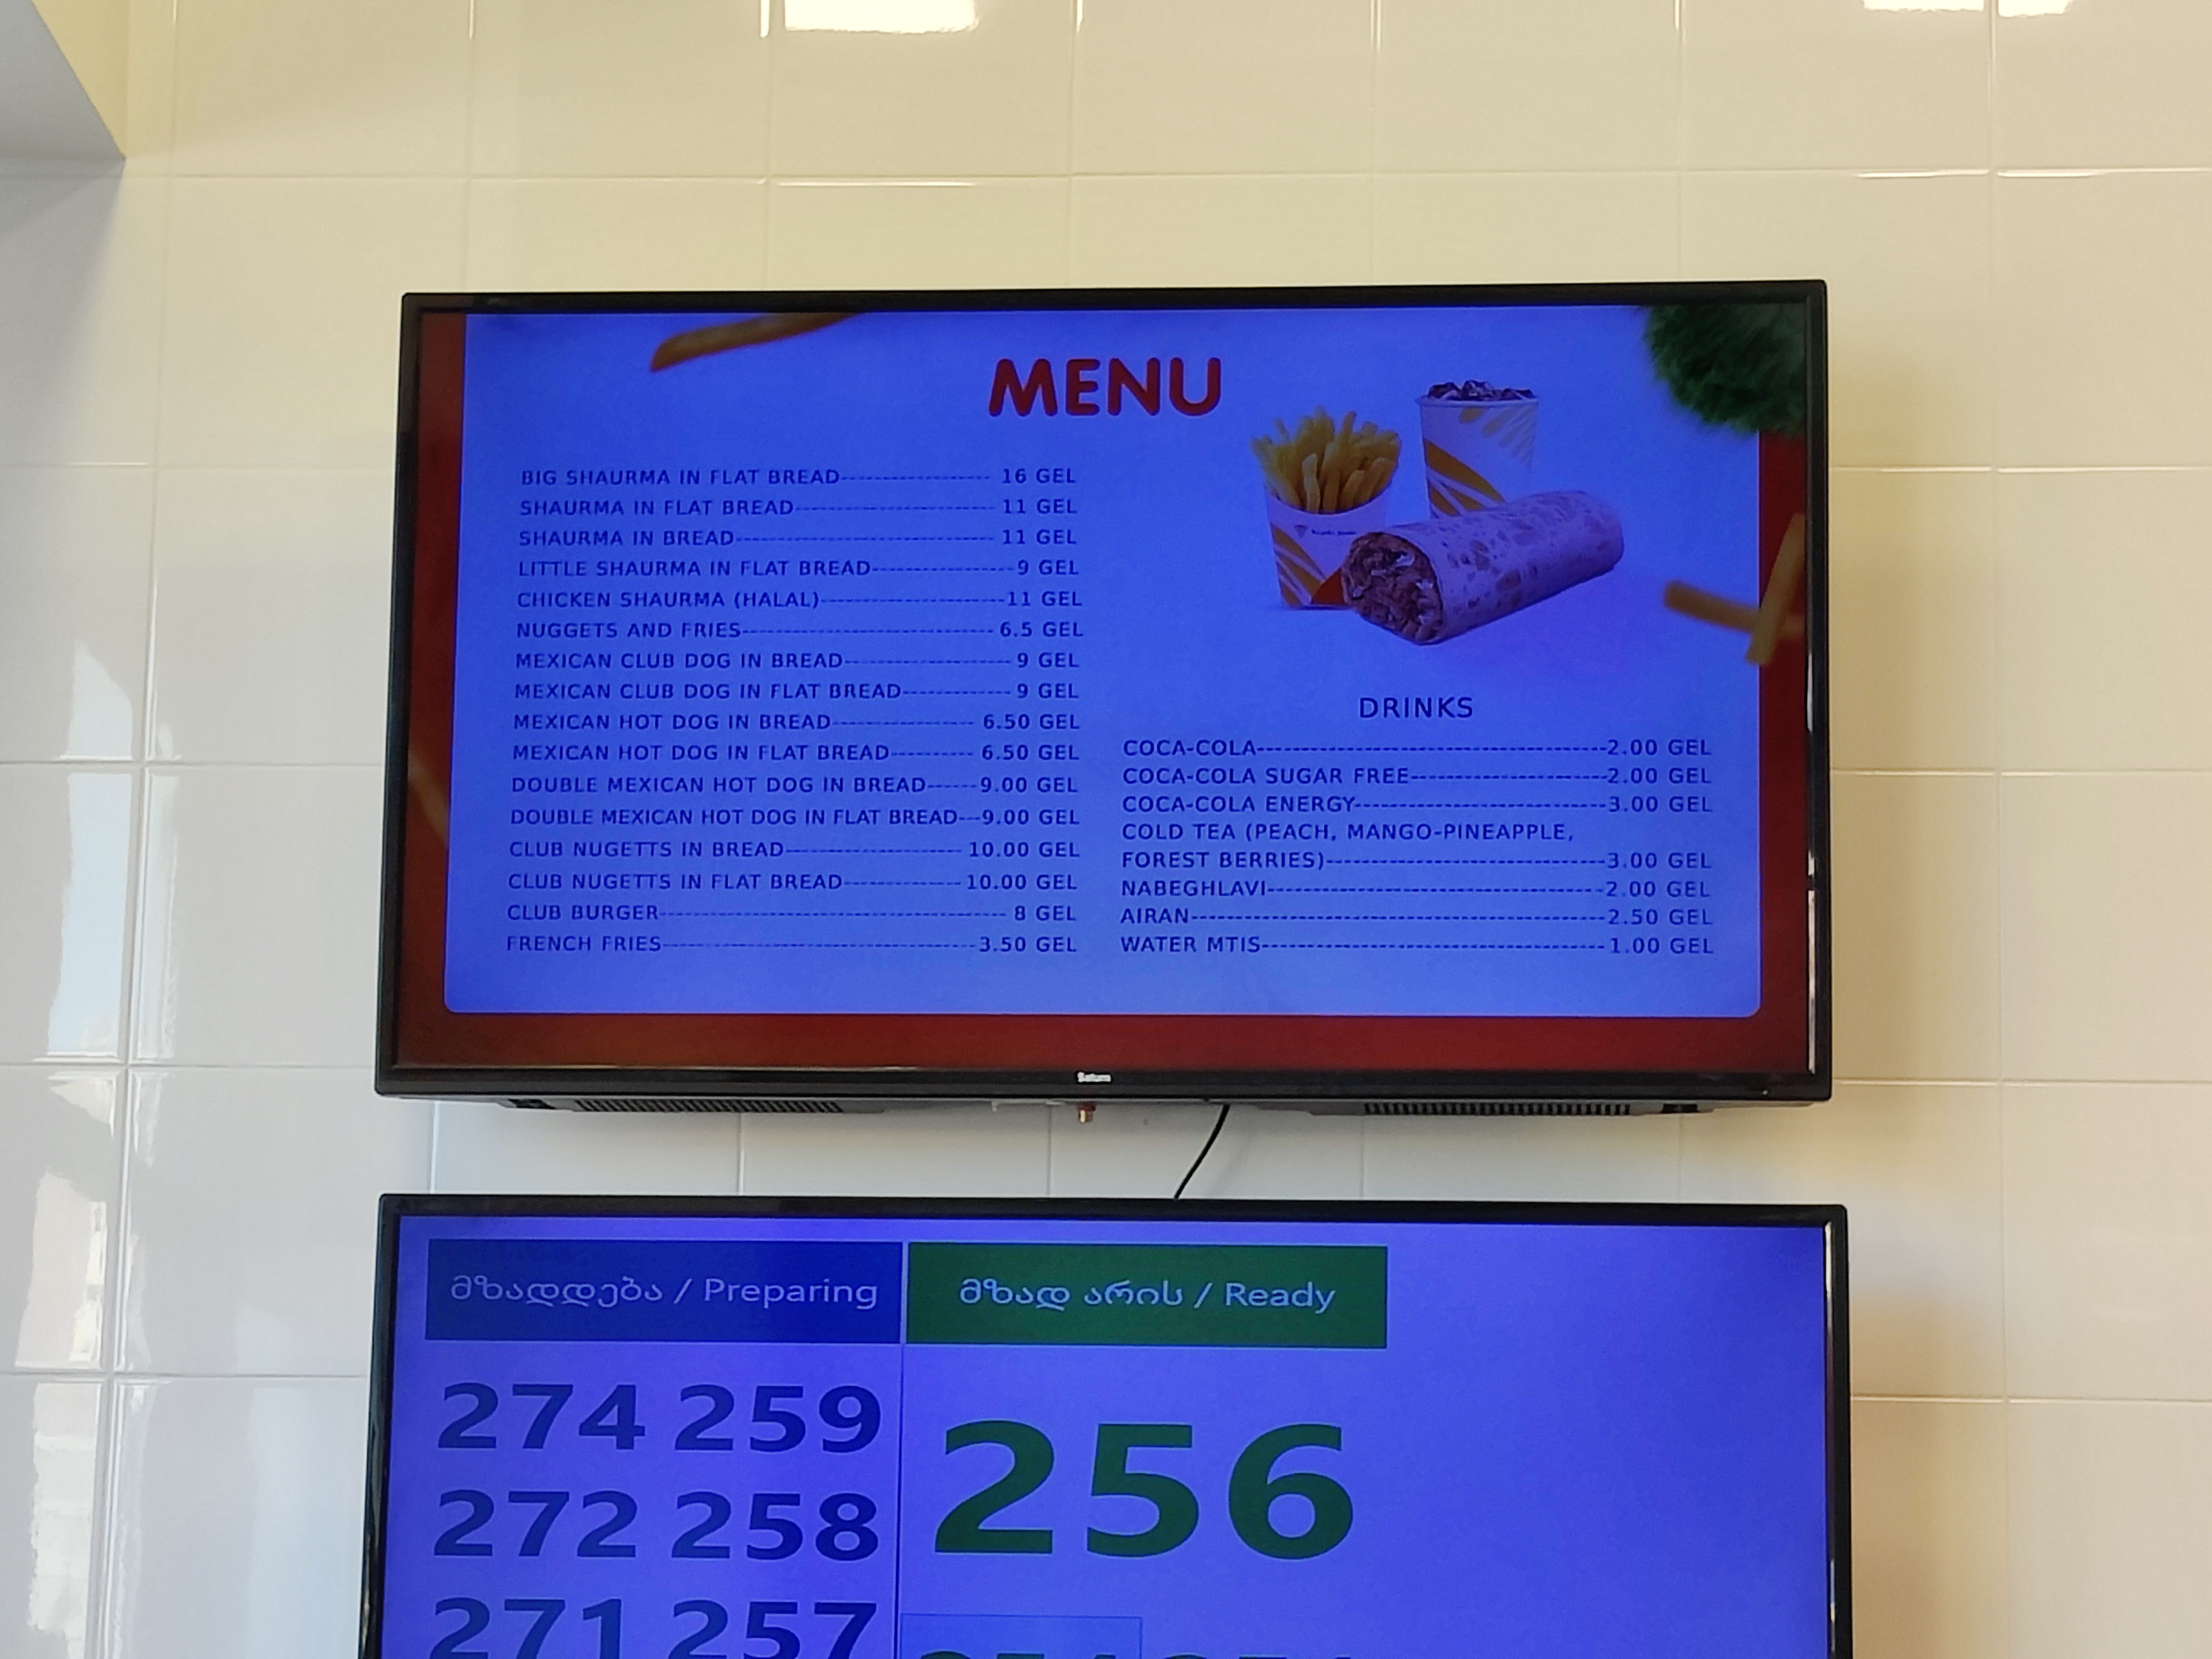 MENU
BIG SHAURMA IN FLAT BREAD------------------ 16 GEL
SHAURMA IN FLAT BREAD------------------------ 11 GEL
SHAURMA IN BREAD------------------------------- 11 GEL
LITTLE SHAURMA IN FLAT BREAD-----------------9 GEL
CHICKEN SHAURMA (HALAL)----------------------11 GEL
NUGGETS AND FRIES------------------------------ 6.5 GEL
MEXICAN CLUB DOG IN BREAD-------------------- 9 GEL
MEXICAN CLUB DOG IN FLAT BREAD------------- 9 GEL
MEXICAN HOT DOG IN BREAD----------------- 6.50 GEL
MEXICAN HOT DOG IN FLAT BREAD---------- 6.50 GEL
DOUBLE MEXICAN HOT DOG IN BREAD------9.00 GEL
DOUBLE MEXICAN HOT DOG IN FLAT BREAD---9.00 GEL
CLUB NUGETTS IN BREAD--------------------- 10.00 GEL
CLUB NUGETTS IN FLAT BREAD--------------10.00 GEL
CLUB BURGER------------------------------------------ 8 GEL
FRENCH FRIES--------------------------------------3.50 GEL
DRINKS
COCA-COLA------------------------------------------2.00 GEL
COCA-COLA SUGAR FREE------------------------2.00 GEL
COCA-COLA ENERGY------------------------------3.00 GEL
COLD TEA (PEACH, MANGO-PINEAPPLE,
FOREST BERRIES)----------------------------------3.00 GEL
NABEGHLAVI-----------------------------------------2.00 GEL
AIRAN--------------------------------------------------2.50 GEL
WATER MTIS-----------------------------------------1.00 GEL
Saturn
მზადდება / Preparing
მზად არის / Ready
274 259
272 258
271 257
256